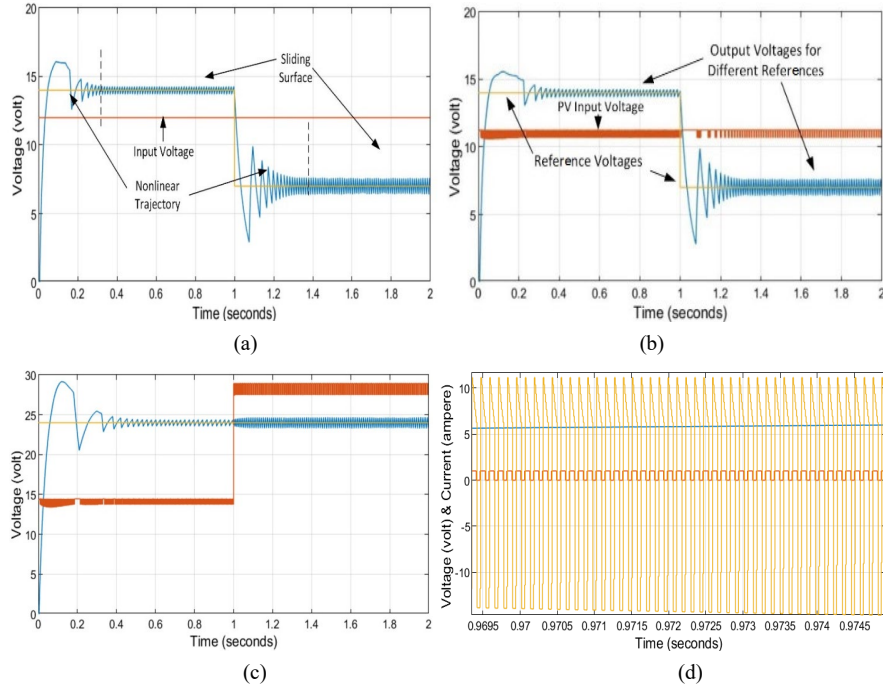 20
15
10
5
0
Voltage (volt)
Sliding
Surface
Input Voltage
Nonlinear
Trajectory
0 0.2 0.4 0.6 0.8 1 1.2 1.4 1.6 1.8 2
Time (seconds)
(a)
20
15
10
5
0
Voltage (volt)
Output Voltages for
Different References
PV Input Voltage
Reference Voltages
0 0.2 0.4 0.6 0.8 1 1.2 1.4 1.6 1.8 2
Time (seconds)
(b)
30
25
20
15
10
5
0
Voltage (volt)
0 0.2 0.4 0.6 0.8 1 1.2 1.4 1.6 1.8 2
Time (seconds)
(c)
10
5
0
-5
-10
Voltage (volt) & Current (ampere)
0.9695 0.97 0.9705 0.971 0.9715 0.972 0.9725 0.973 0.9735 0.974 0.9745
Time (seconds)
(d)